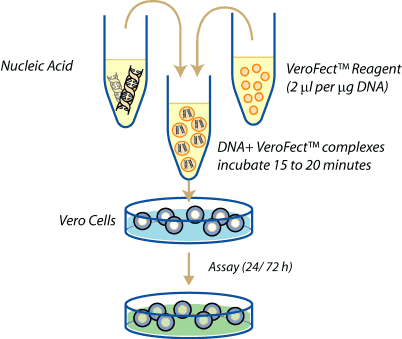 Nucleic Acid
VeroFect™ Reagent
(2 µl per µg DNA)
DNA+ VeroFect™ complexes
incubate 15 to 20 minutes
Vero Cells
Assay (24/ 72 h)